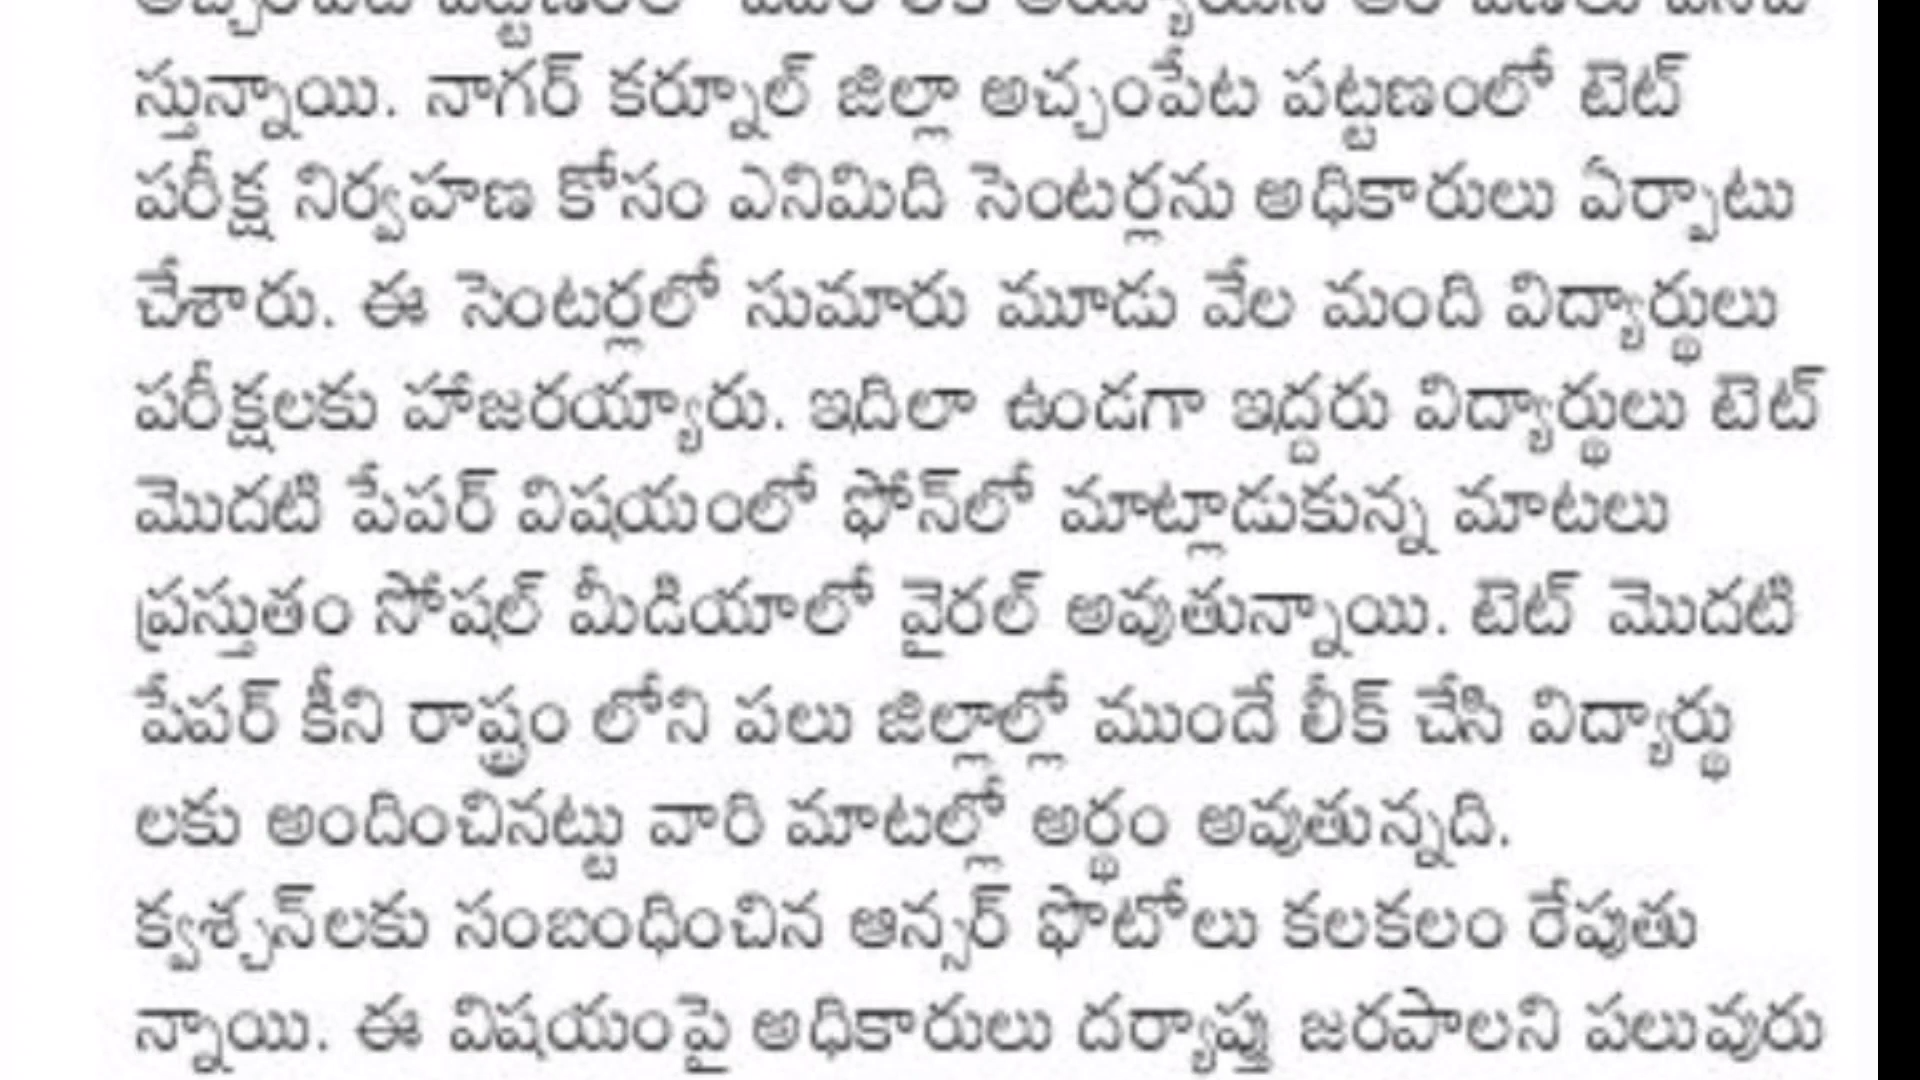 స్తున్నాయి. నాగర్ కర్నూల్ జిల్లా అచ్చంపేట పట్టణంలో టెట్
పరీక్ష నిర్వహణ కోసం ఎనిమిది సెంటర్లను అధికారులు ఏర్పాటు
చేశారు. ఈ సెంటర్లలో సుమారు మూడు వేల మంది విద్యార్థులు
పరీక్షలకు హాజరయ్యారు. ఇదిలా ఉండగా ఇద్దరు విద్యార్థులు టెట్
మొదటి పేపర్ విషయంలో ఫోన్‌లో మాట్లాడుకున్న మాటలు
ప్రస్తుతం సోషల్ మీడియాలో వైరల్ అవుతున్నాయి. టెట్ మొదటి
పేపర్ కీని రాష్ట్రం లోని పలు జిల్లాల్లో ముందే లీక్ చేసి విద్యార్థు
లకు అందించినట్టు వారి మాటల్లో అర్థం అవుతున్నది.
క్వశ్చన్‌లకు సంబంధించిన ఆన్సర్ ఫొటోలు కలకలం రేపుతు
న్నాయి. ఈ విషయంపై అధికారులు దర్యాప్తు జరపాలని పలువురు